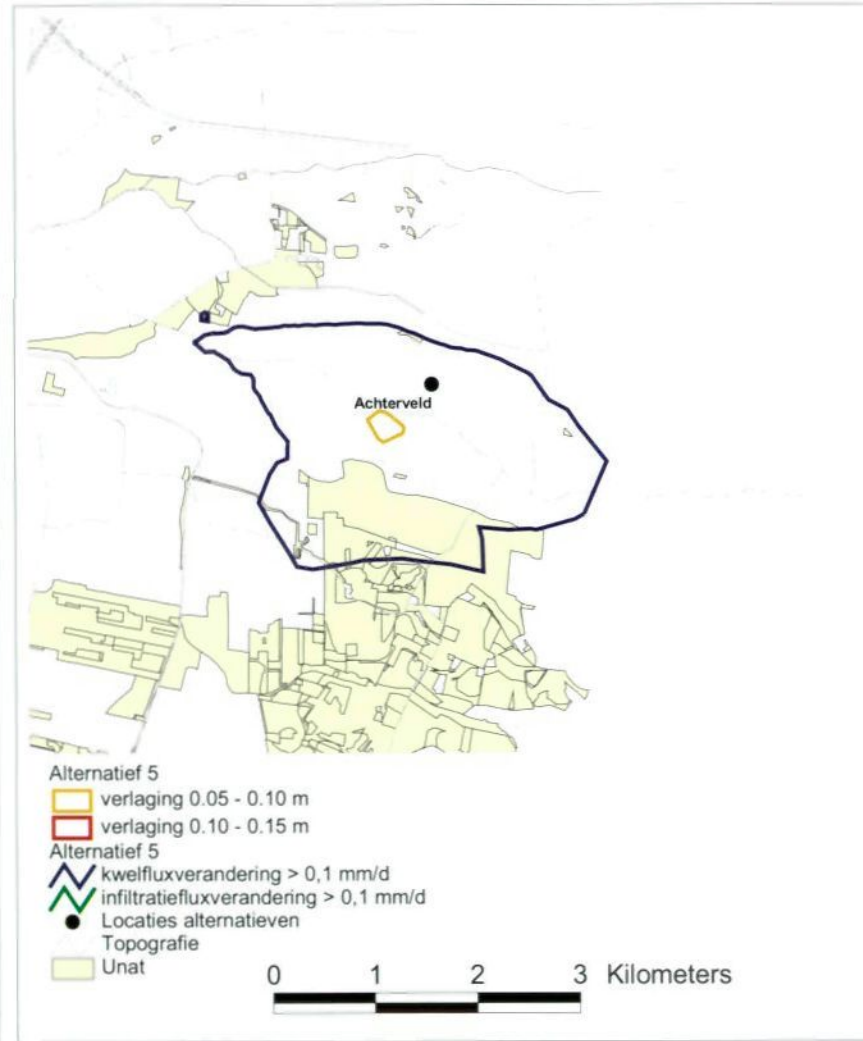 Achterveld
Alternatief 5
verlaging 0.05 - 0.10 m
verlaging 0.10 - 0.15 m
Alternatief 5
kwelfluxverandering > 0,1 mm/d
infiltratiefluxverandering > 0,1 mm/d
Locaties alternatieven
Topografie
Unat
0 1 2 3 Kilometers